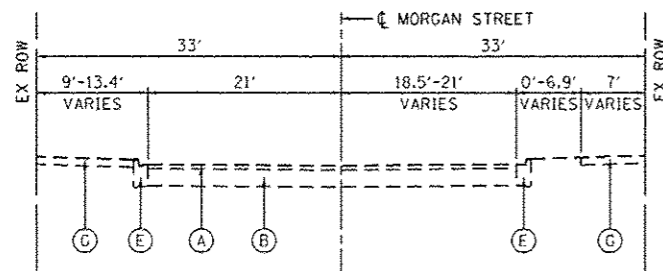 ℄ MORGAN STREET
33' 33'
9'-13.4' 21' 18.5'-21' 0'-6.9' 7'
VARIES VARIES VARIES VARIES
EX ROW
EX ROW
G E A B E G